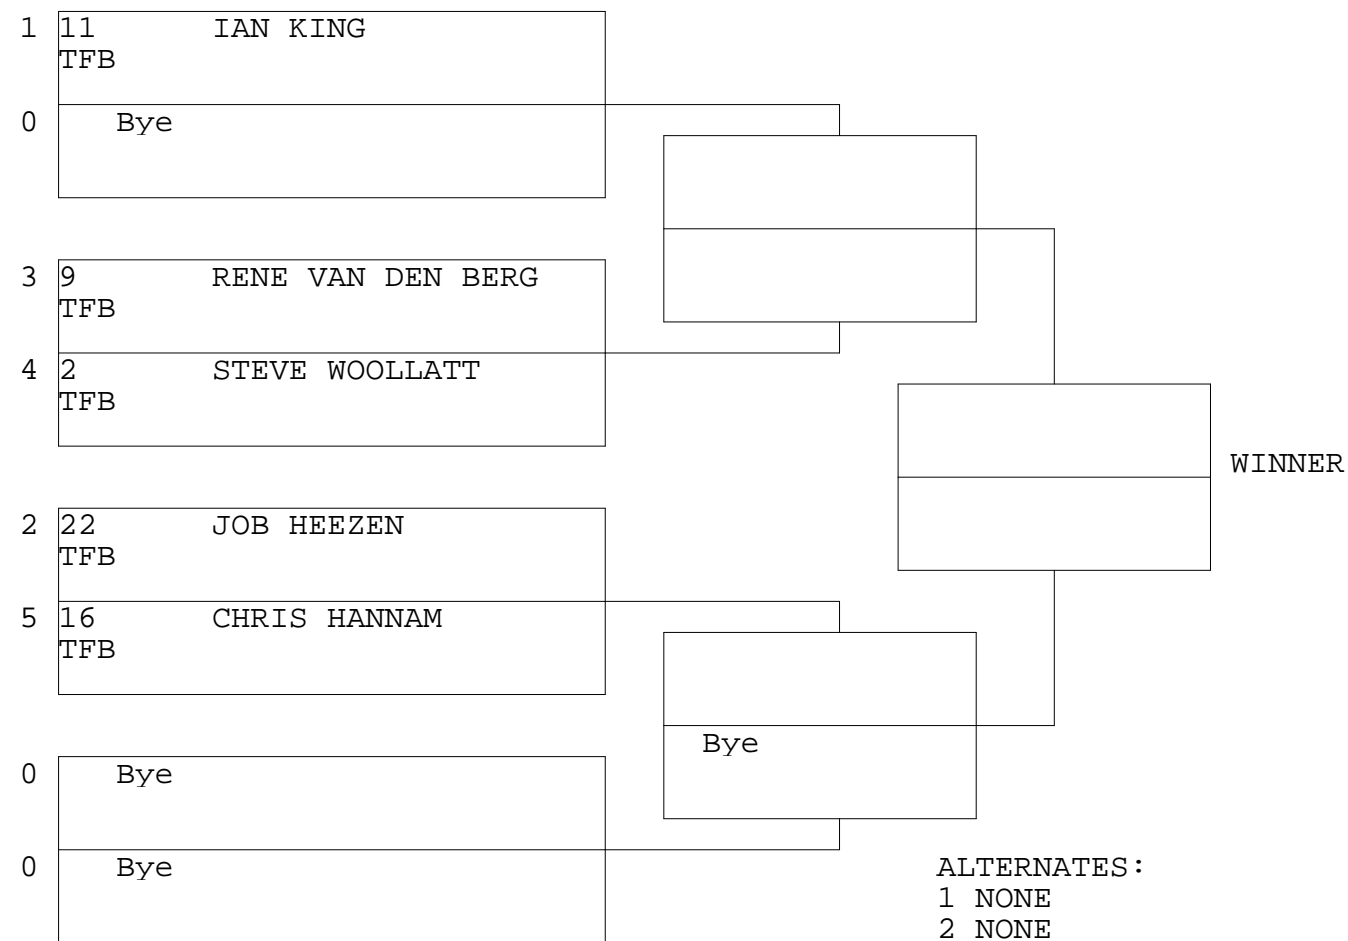 1 11 IAN KING
TFB
0 Bye
3 9 RENE VAN DEN BERG
TFB
4 2 STEVE WOOLLATT
TFB
WINNER
2 22 JOB HEEZEN
TFB
5 16 CHRIS HANNAM
TFB
Bye
0 Bye
0 Bye
ALTERNATES:
1 NONE
2 NONE